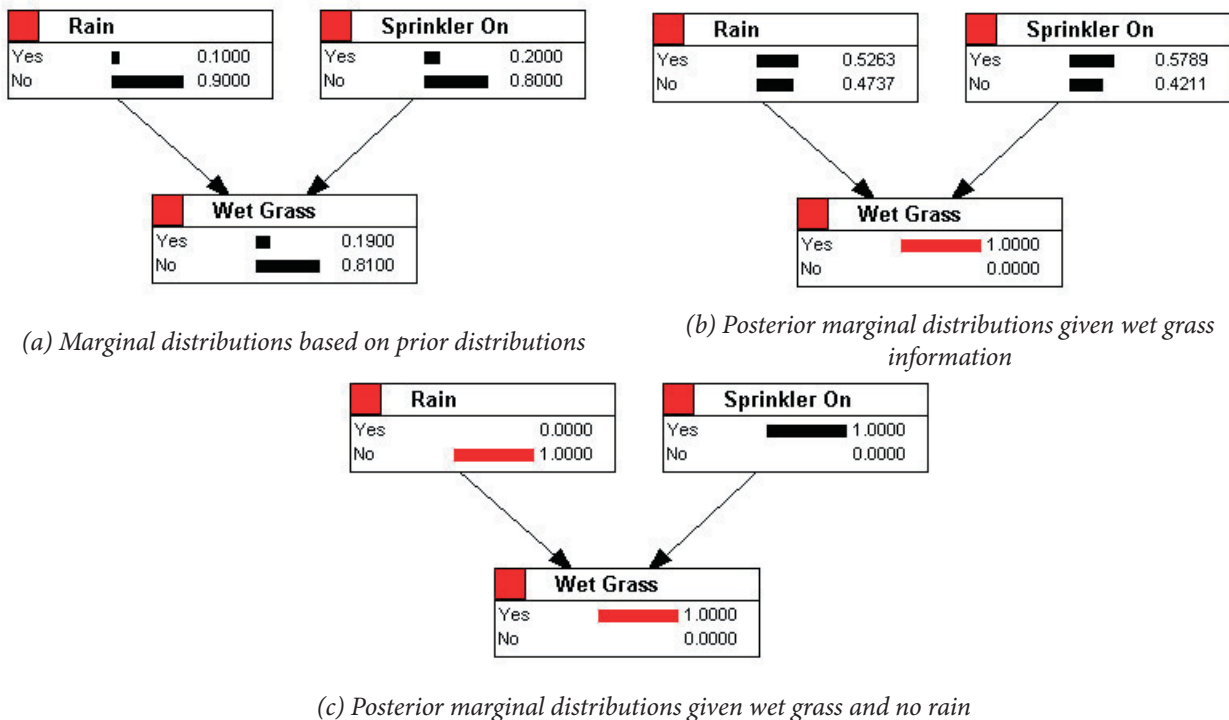 Rain
Yes 0.1000
No 0.9000
Sprinkler On
Yes 0.2000
No 0.8000
Wet Grass
Yes 0.1900
No 0.8100
(a) Marginal distributions based on prior distributions
Rain
Yes 0.5263
No 0.4737
Sprinkler On
Yes 0.5789
No 0.4211
Wet Grass
Yes 1.0000
No 0.0000
(b) Posterior marginal distributions given wet grass
information
Rain
Yes 0.0000
No 1.0000
Sprinkler On
Yes 1.0000
No 0.0000
Wet Grass
Yes 1.0000
No 0.0000
(c) Posterior marginal distributions given wet grass and no rain